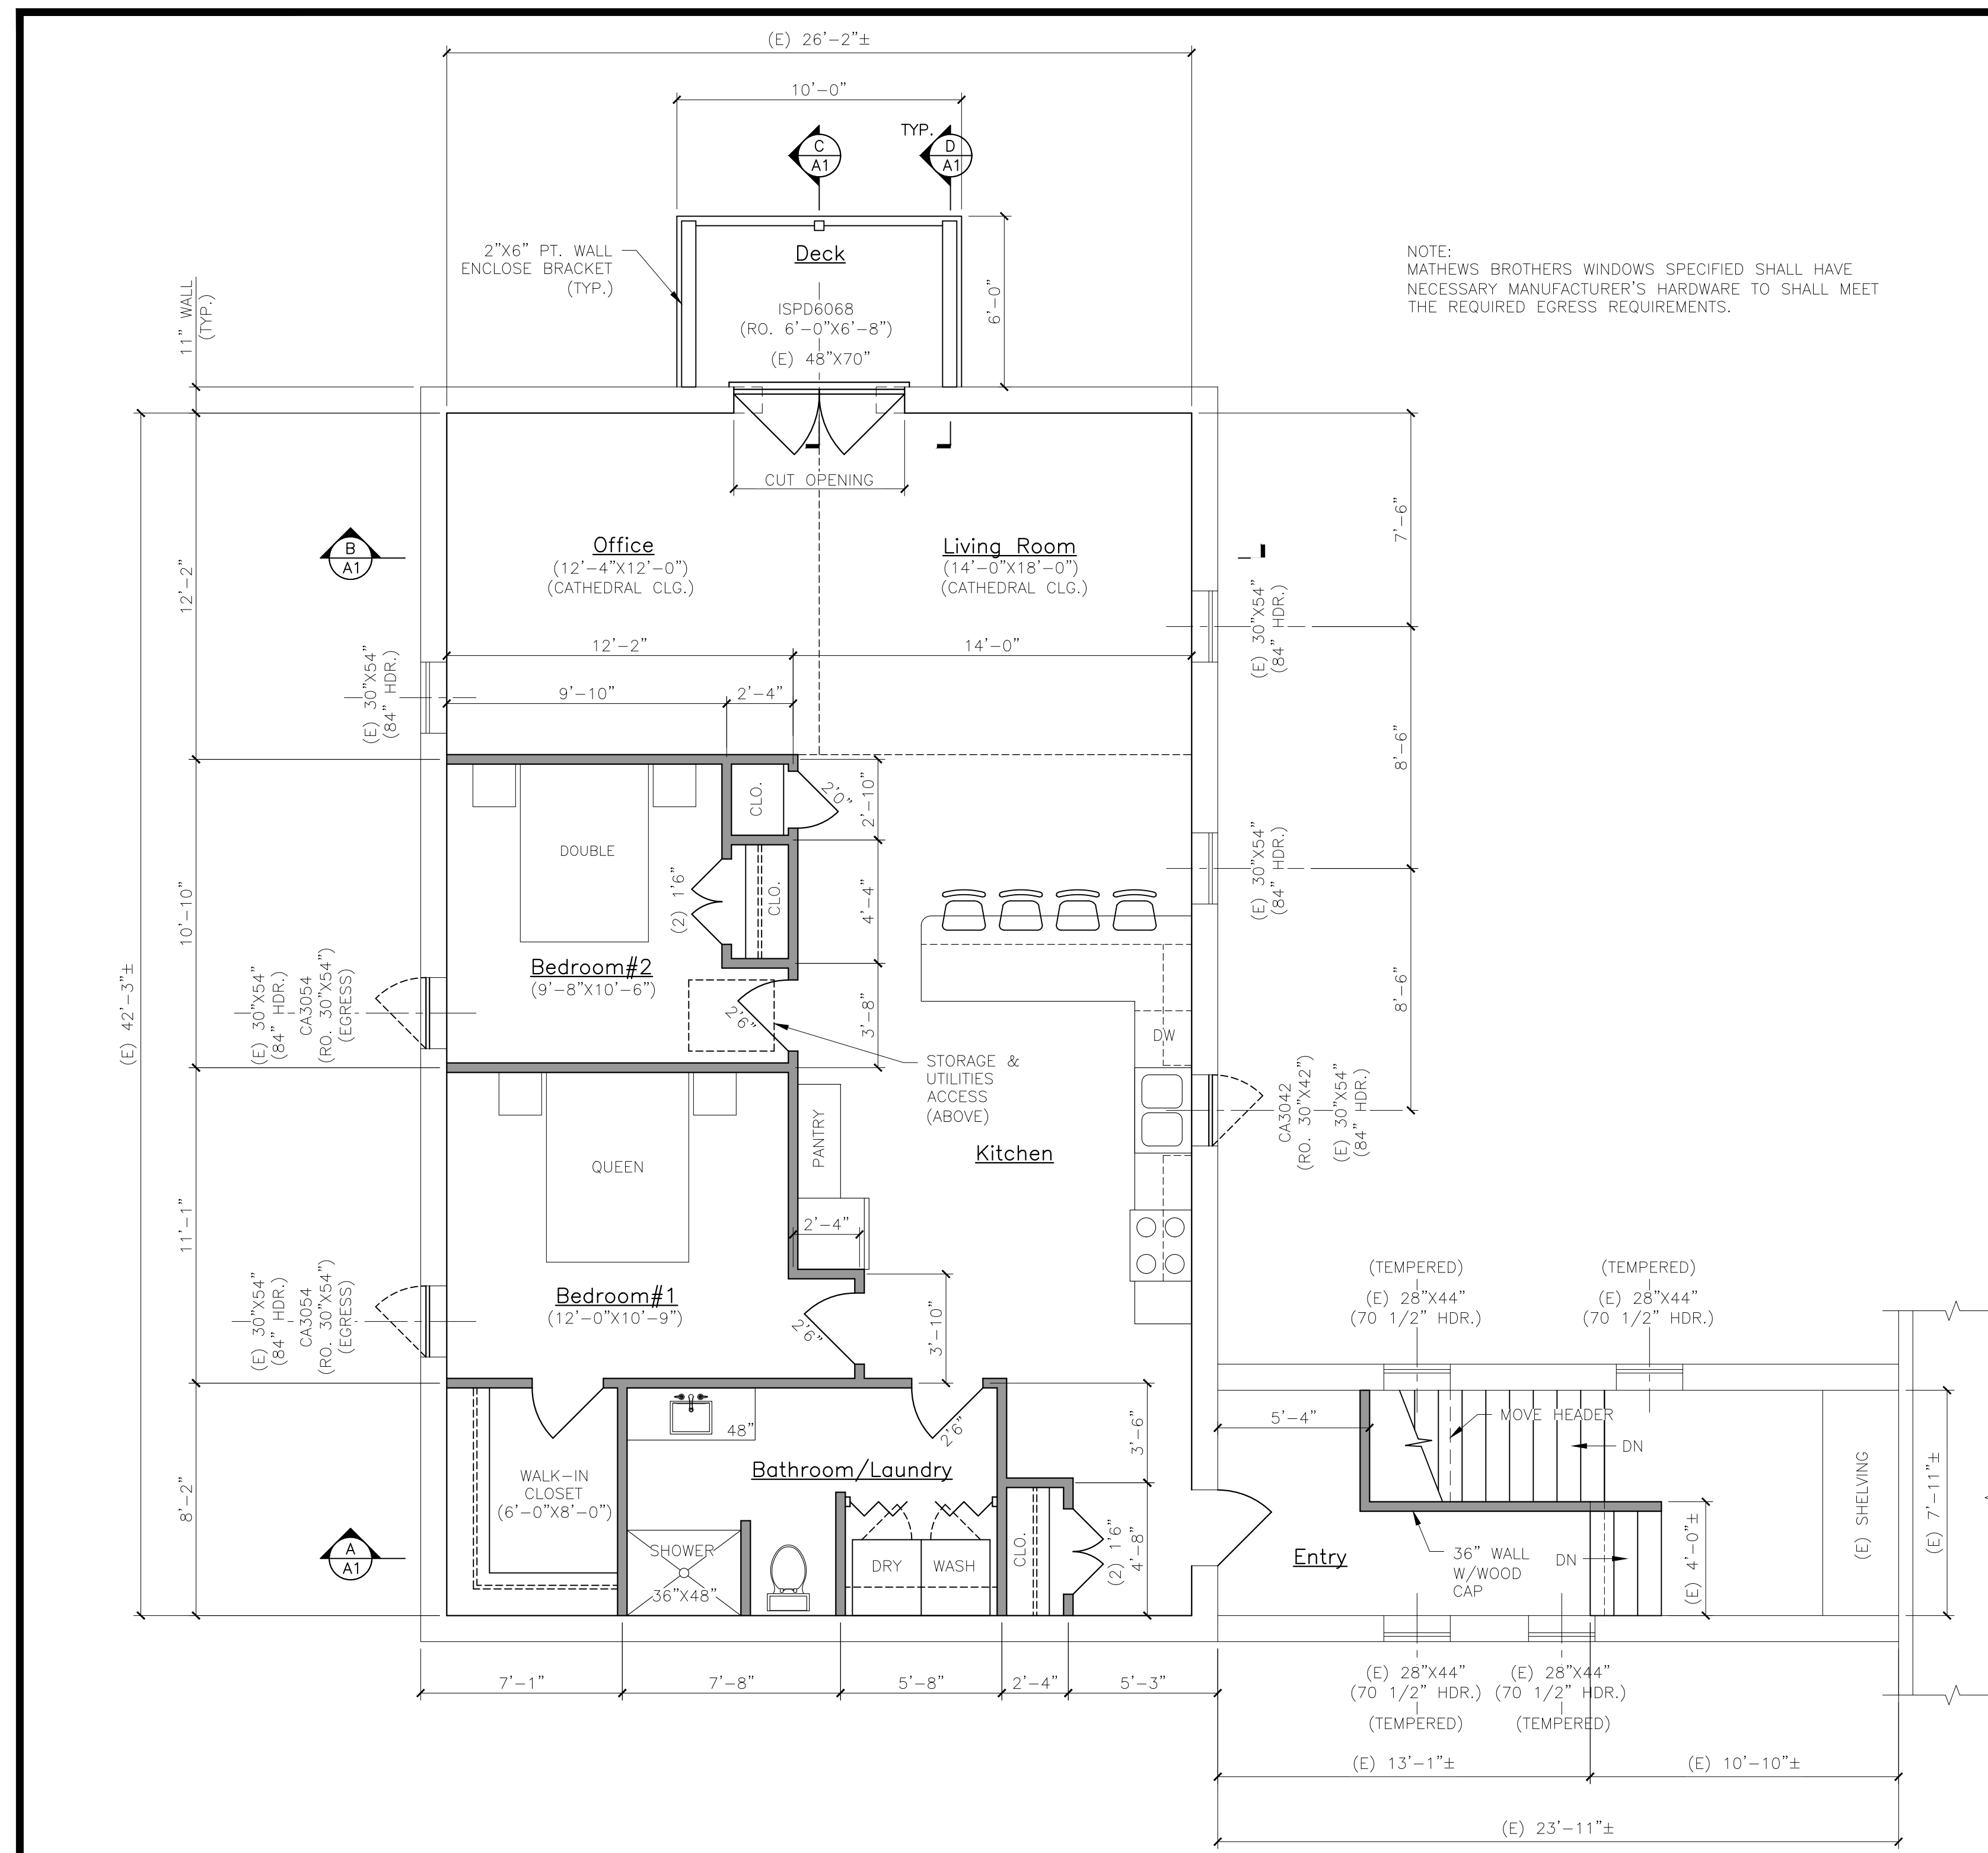 (E) 26'-2"±
10'-0"
C
A1
TYP.
D
A1
2"X6" PT. WALL
ENCLOSE BRACKET
(TYP.)
Deck
ISPD6068
(RO. 6'-0"X6'-8")
(E) 48"X70"
6'-0"
NOTE:
MATHEWS BROTHERS WINDOWS SPECIFIED SHALL HAVE
NECESSARY MANUFACTURER'S HARDWARE TO SHALL MEET
THE REQUIRED EGRESS REQUIREMENTS.
11" WALL
(TYP.)
CUT OPENING
B
A1
Office
(12'-4"X12'-0")
(CATHEDRAL CLG.)
Living Room
(14'-0"X18'-0")
(CATHEDRAL CLG.)
12'-2"
7'-6"
(E) 30"X54"
(84" HDR.)
12'-2"
14'-0"
9'-10"
2'-4"
(E) 30"X54"
(84" HDR.)
8'-6"
CLO.
2'0"
2'-10"
DOUBLE
(2) 1'6"
CLO.
4'-4"
(E) 30"X54"
(84" HDR.)
10'-10"
Bedroom#2
(9'-8"X10'-6")
2'6"
3'-8"
8'-6"
(E) 30"X54"
(84" HDR.)
CA3054
(RO. 30"X54")
(EGRESS)
(E) 42'-3"±
STORAGE &
UTILITIES
ACCESS
(ABOVE)
DW
CA3042
(RO. 30"X42")
(E) 30"X54"
(84" HDR.)
PANTRY
Kitchen
QUEEN
11'-1"
2'-4"
Bedroom#1
(12'-0"X10'-9")
2'6"
3'-10"
(E) 30"X54"
(84" HDR.)
CA3054
(RO. 30"X54")
(EGRESS)
(TEMPERED)
(E) 28"X44"
(70 1/2" HDR.)
(TEMPERED)
(E) 28"X44"
(70 1/2" HDR.)
48"
2'6"
3'-6"
5'-4"
MOVE HEADER
DN
Bathroom/Laundry
WALK-IN
CLOSET
(6'-0"X8'-0")
8'-2"
(E) SHELVING
(E) 7'-11"±
A
A1
SHOWER
36"X48"
DRY
WASH
CLO.
(2) 1'6"
4'-8"
Entry
36" WALL
W/WOOD
CAP
DN
(E) 4'-0"±
7'-1"
7'-8"
5'-8"
2'-4"
5'-3"
(E) 28"X44"
(70 1/2" HDR.)
(TEMPERED)
(E) 28"X44"
(70 1/2" HDR.)
(TEMPERED)
(E) 13'-1"±
(E) 10'-10"±
(E) 23'-11"±